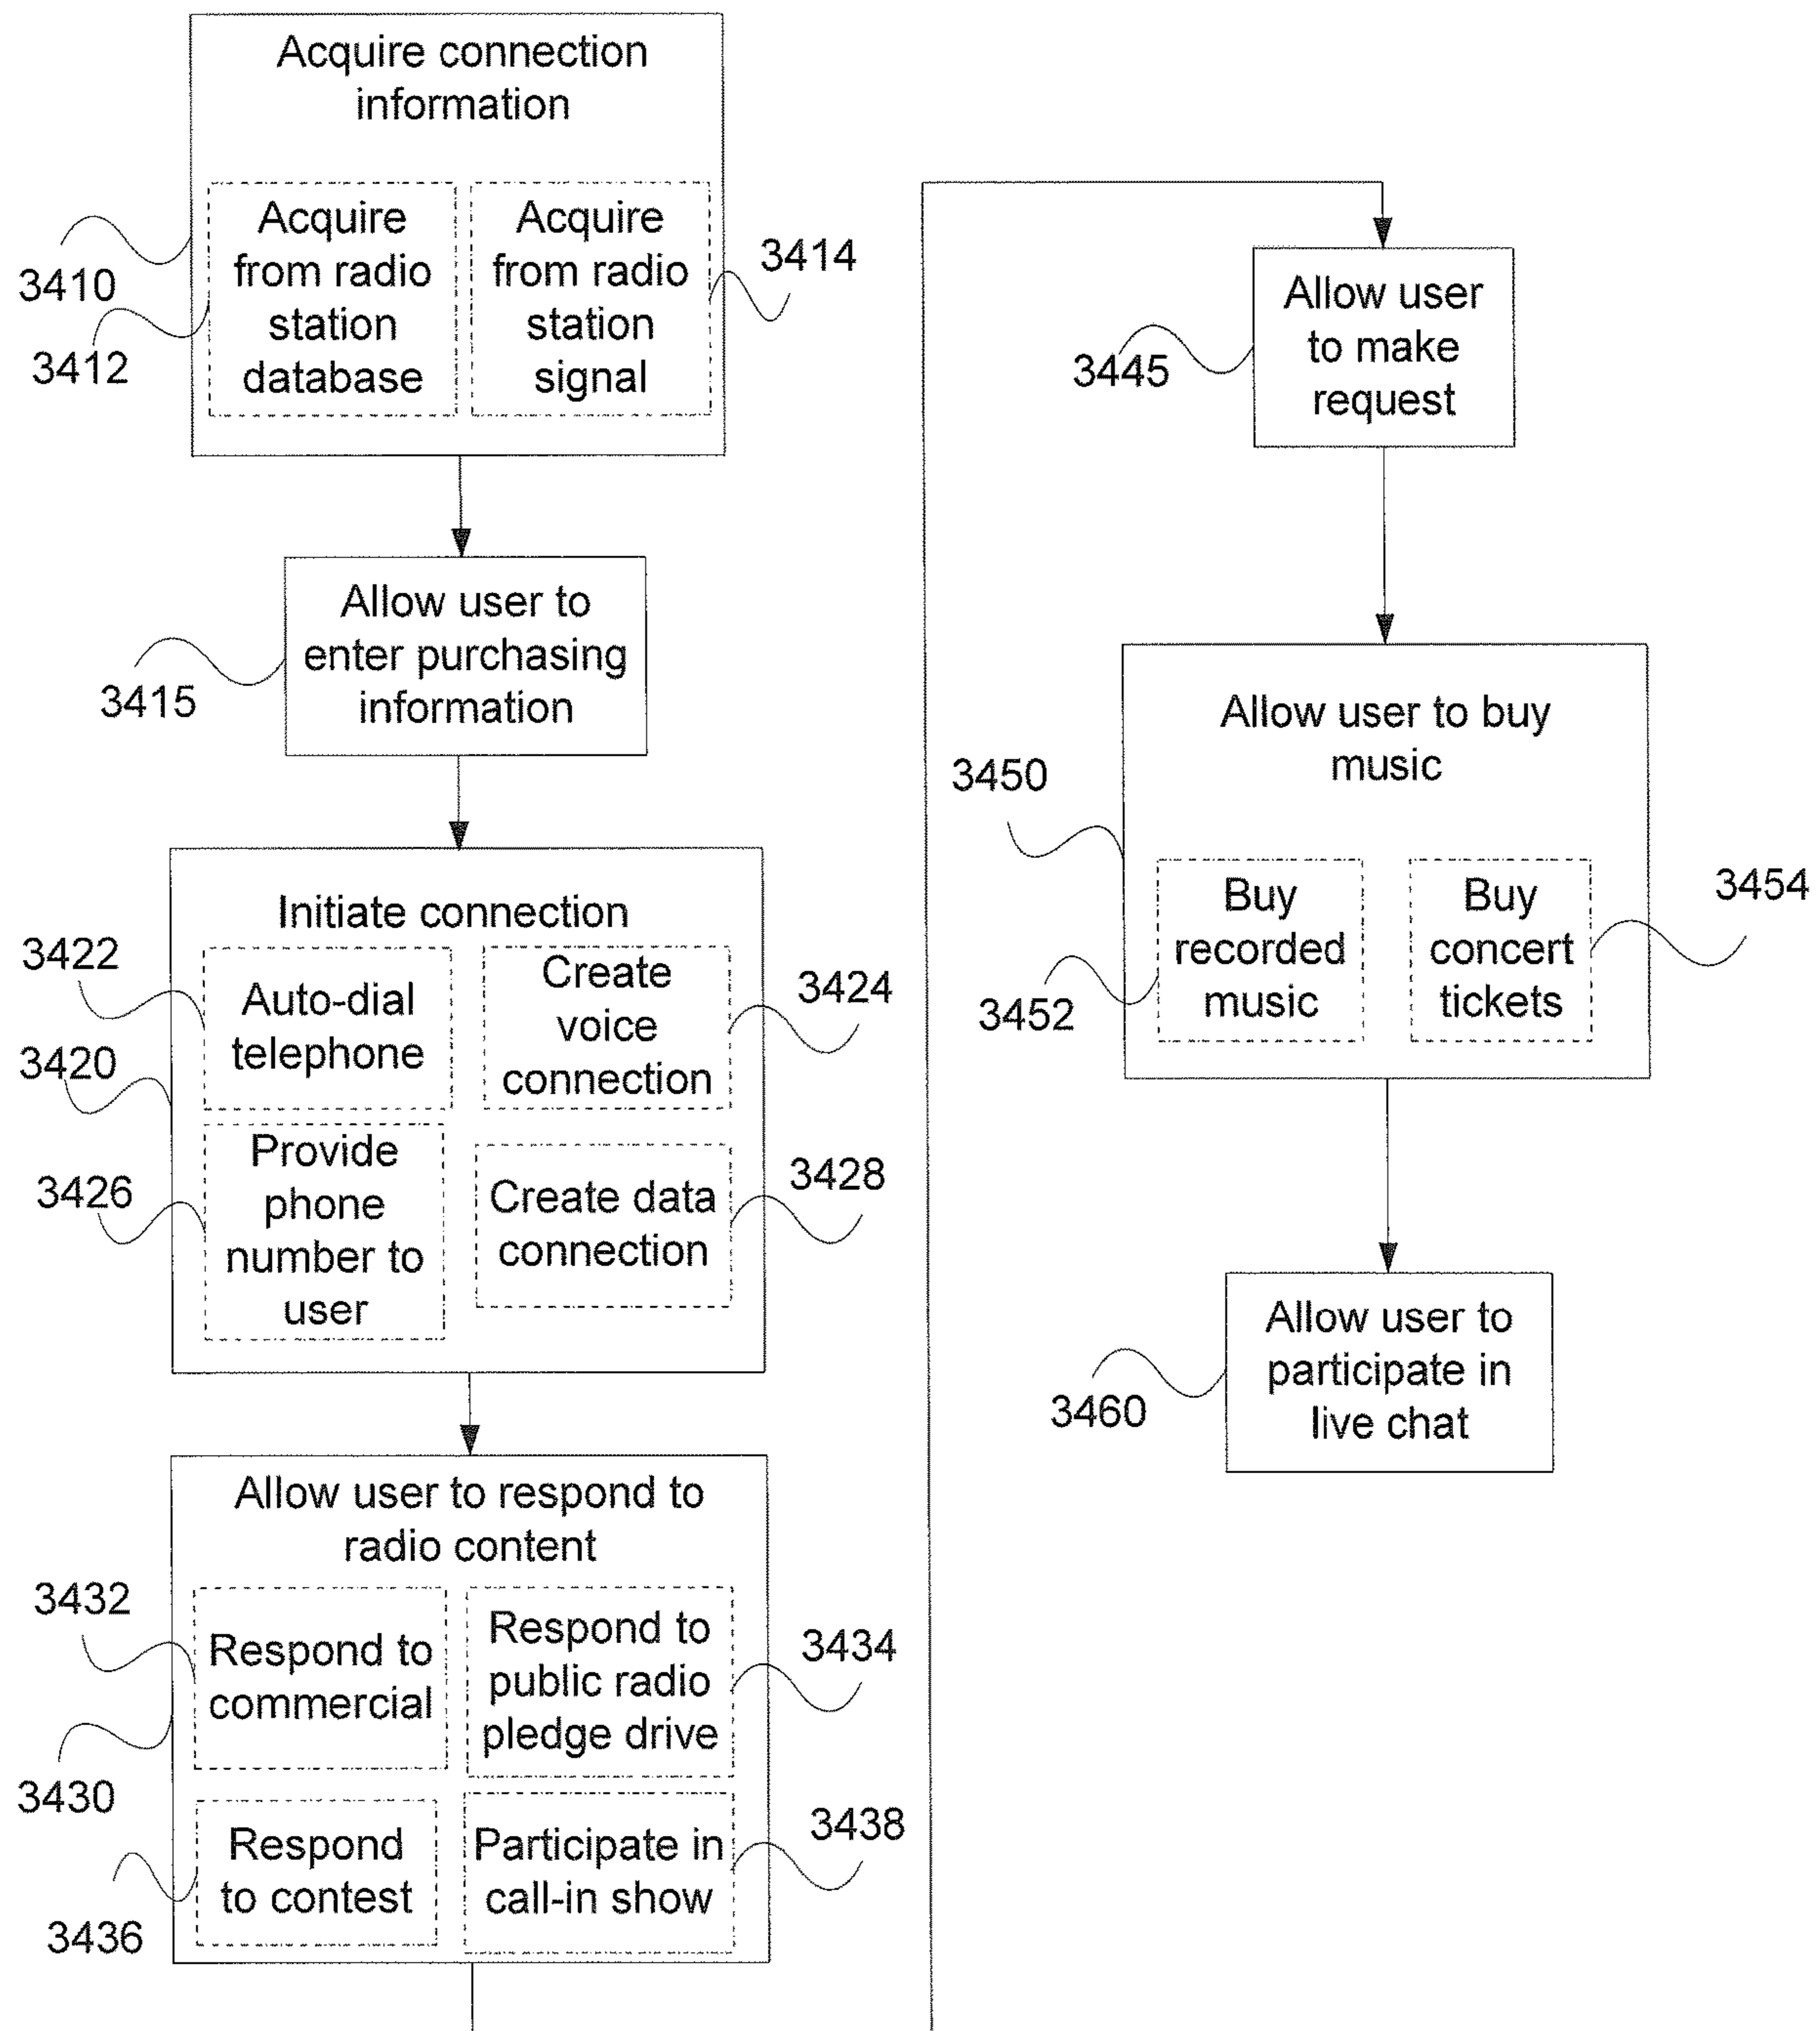 Acquire connection
information
Acquire
from radio
station
database
Acquire
from radio
station
signal
3410
3412
3414
Allow user to
enter purchasing
information
3415
Initiate connection
Auto-dial
telephone
Create
voice
connection
Provide
phone
number to
user
Create data
connection
3422
3420
3424
3426
3428
Allow user to respond to
radio content
Respond to
commercial
Respond to
public radio
pledge drive
Respond
to contest
Participate in
call-in show
3432
3434
3430
3438
3436
Allow user
to make
request
3445
Allow user to buy
music
Buy
recorded
music
Buy
concert
tickets
3450
3452
3454
Allow user to
participate in
live chat
3460